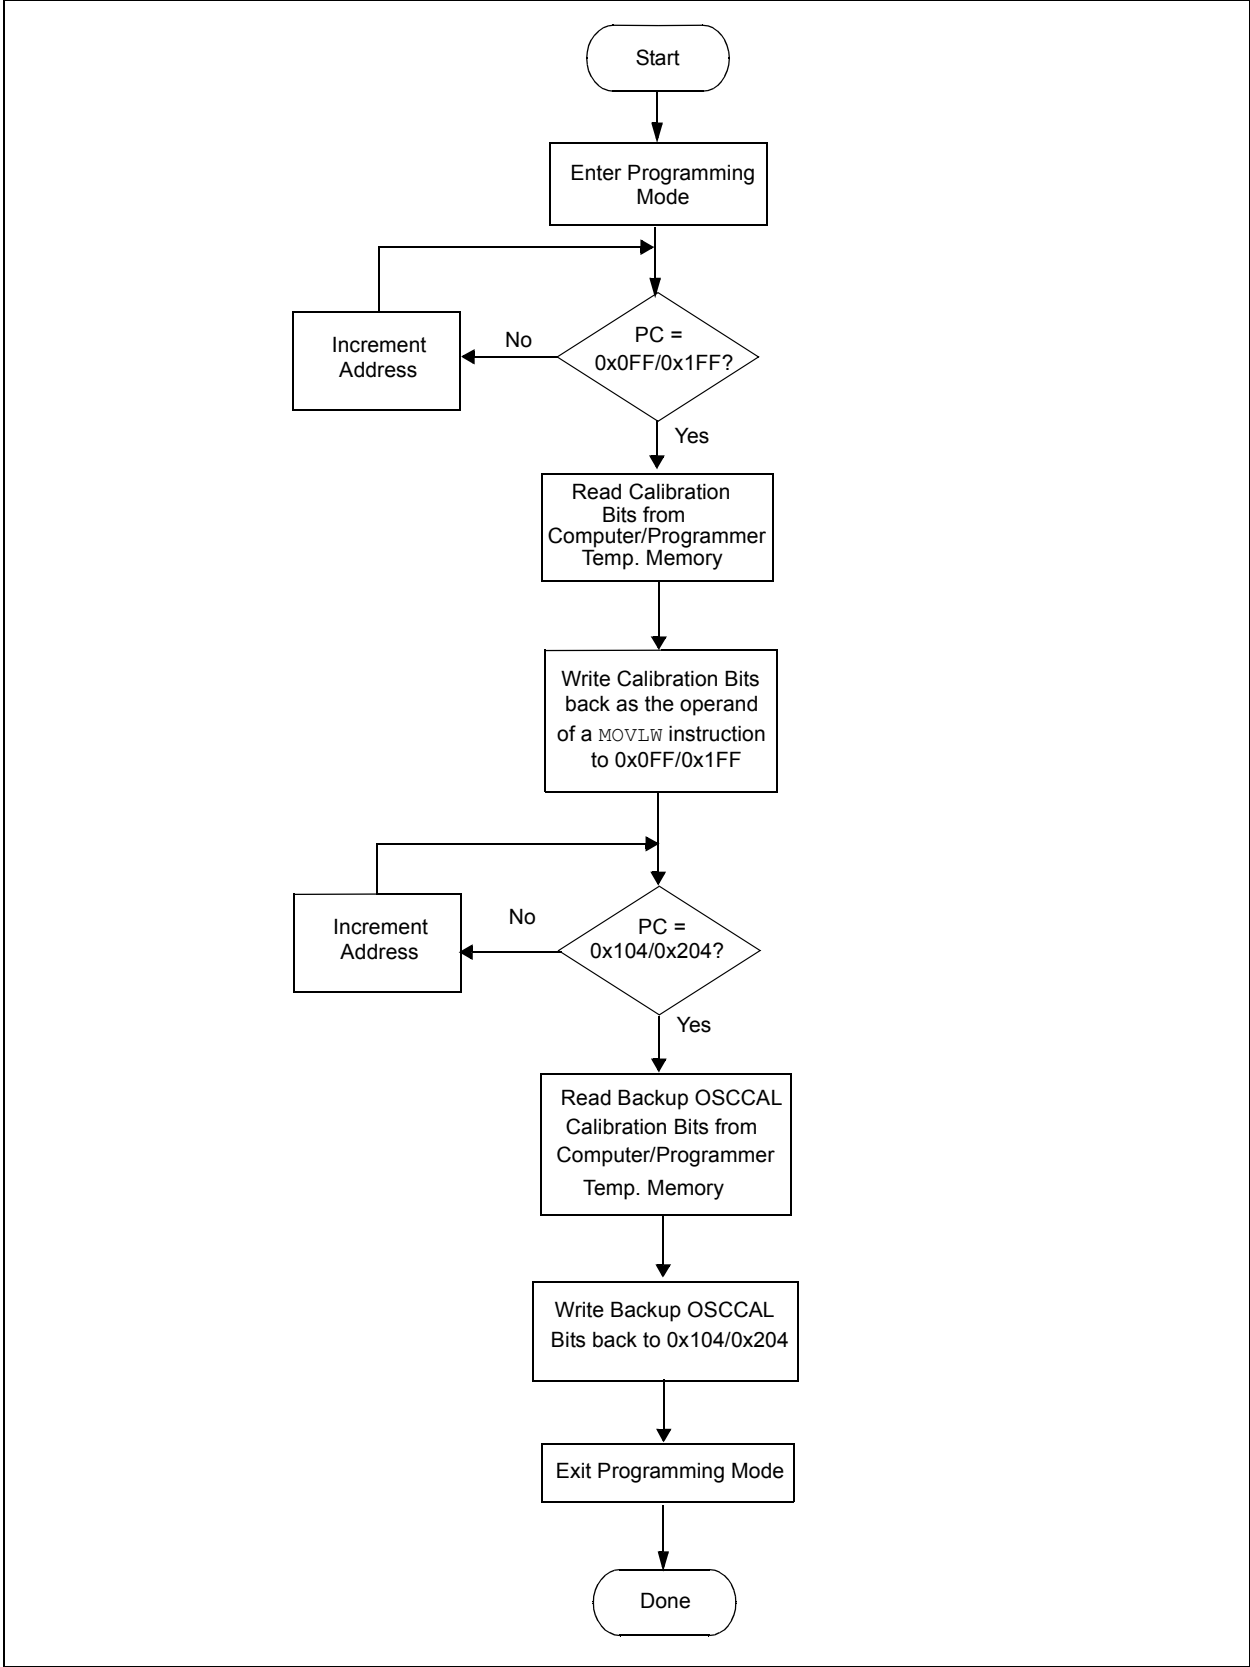 Start
Enter Programming
Mode
PC =
0x0FF/0x1FF?
No
Increment
Address
Yes
Read Calibration
Bits from
Computer/Programmer
Temp. Memory
Write Calibration Bits
back as the operand
of a MOVLW instruction
to 0x0FF/0x1FF
PC =
0x104/0x204?
No
Increment
Address
Yes
Read Backup OSCCAL
Calibration Bits from
Computer/Programmer
Temp. Memory
Write Backup OSCCAL
Bits back to 0x104/0x204
Exit Programming Mode
Done